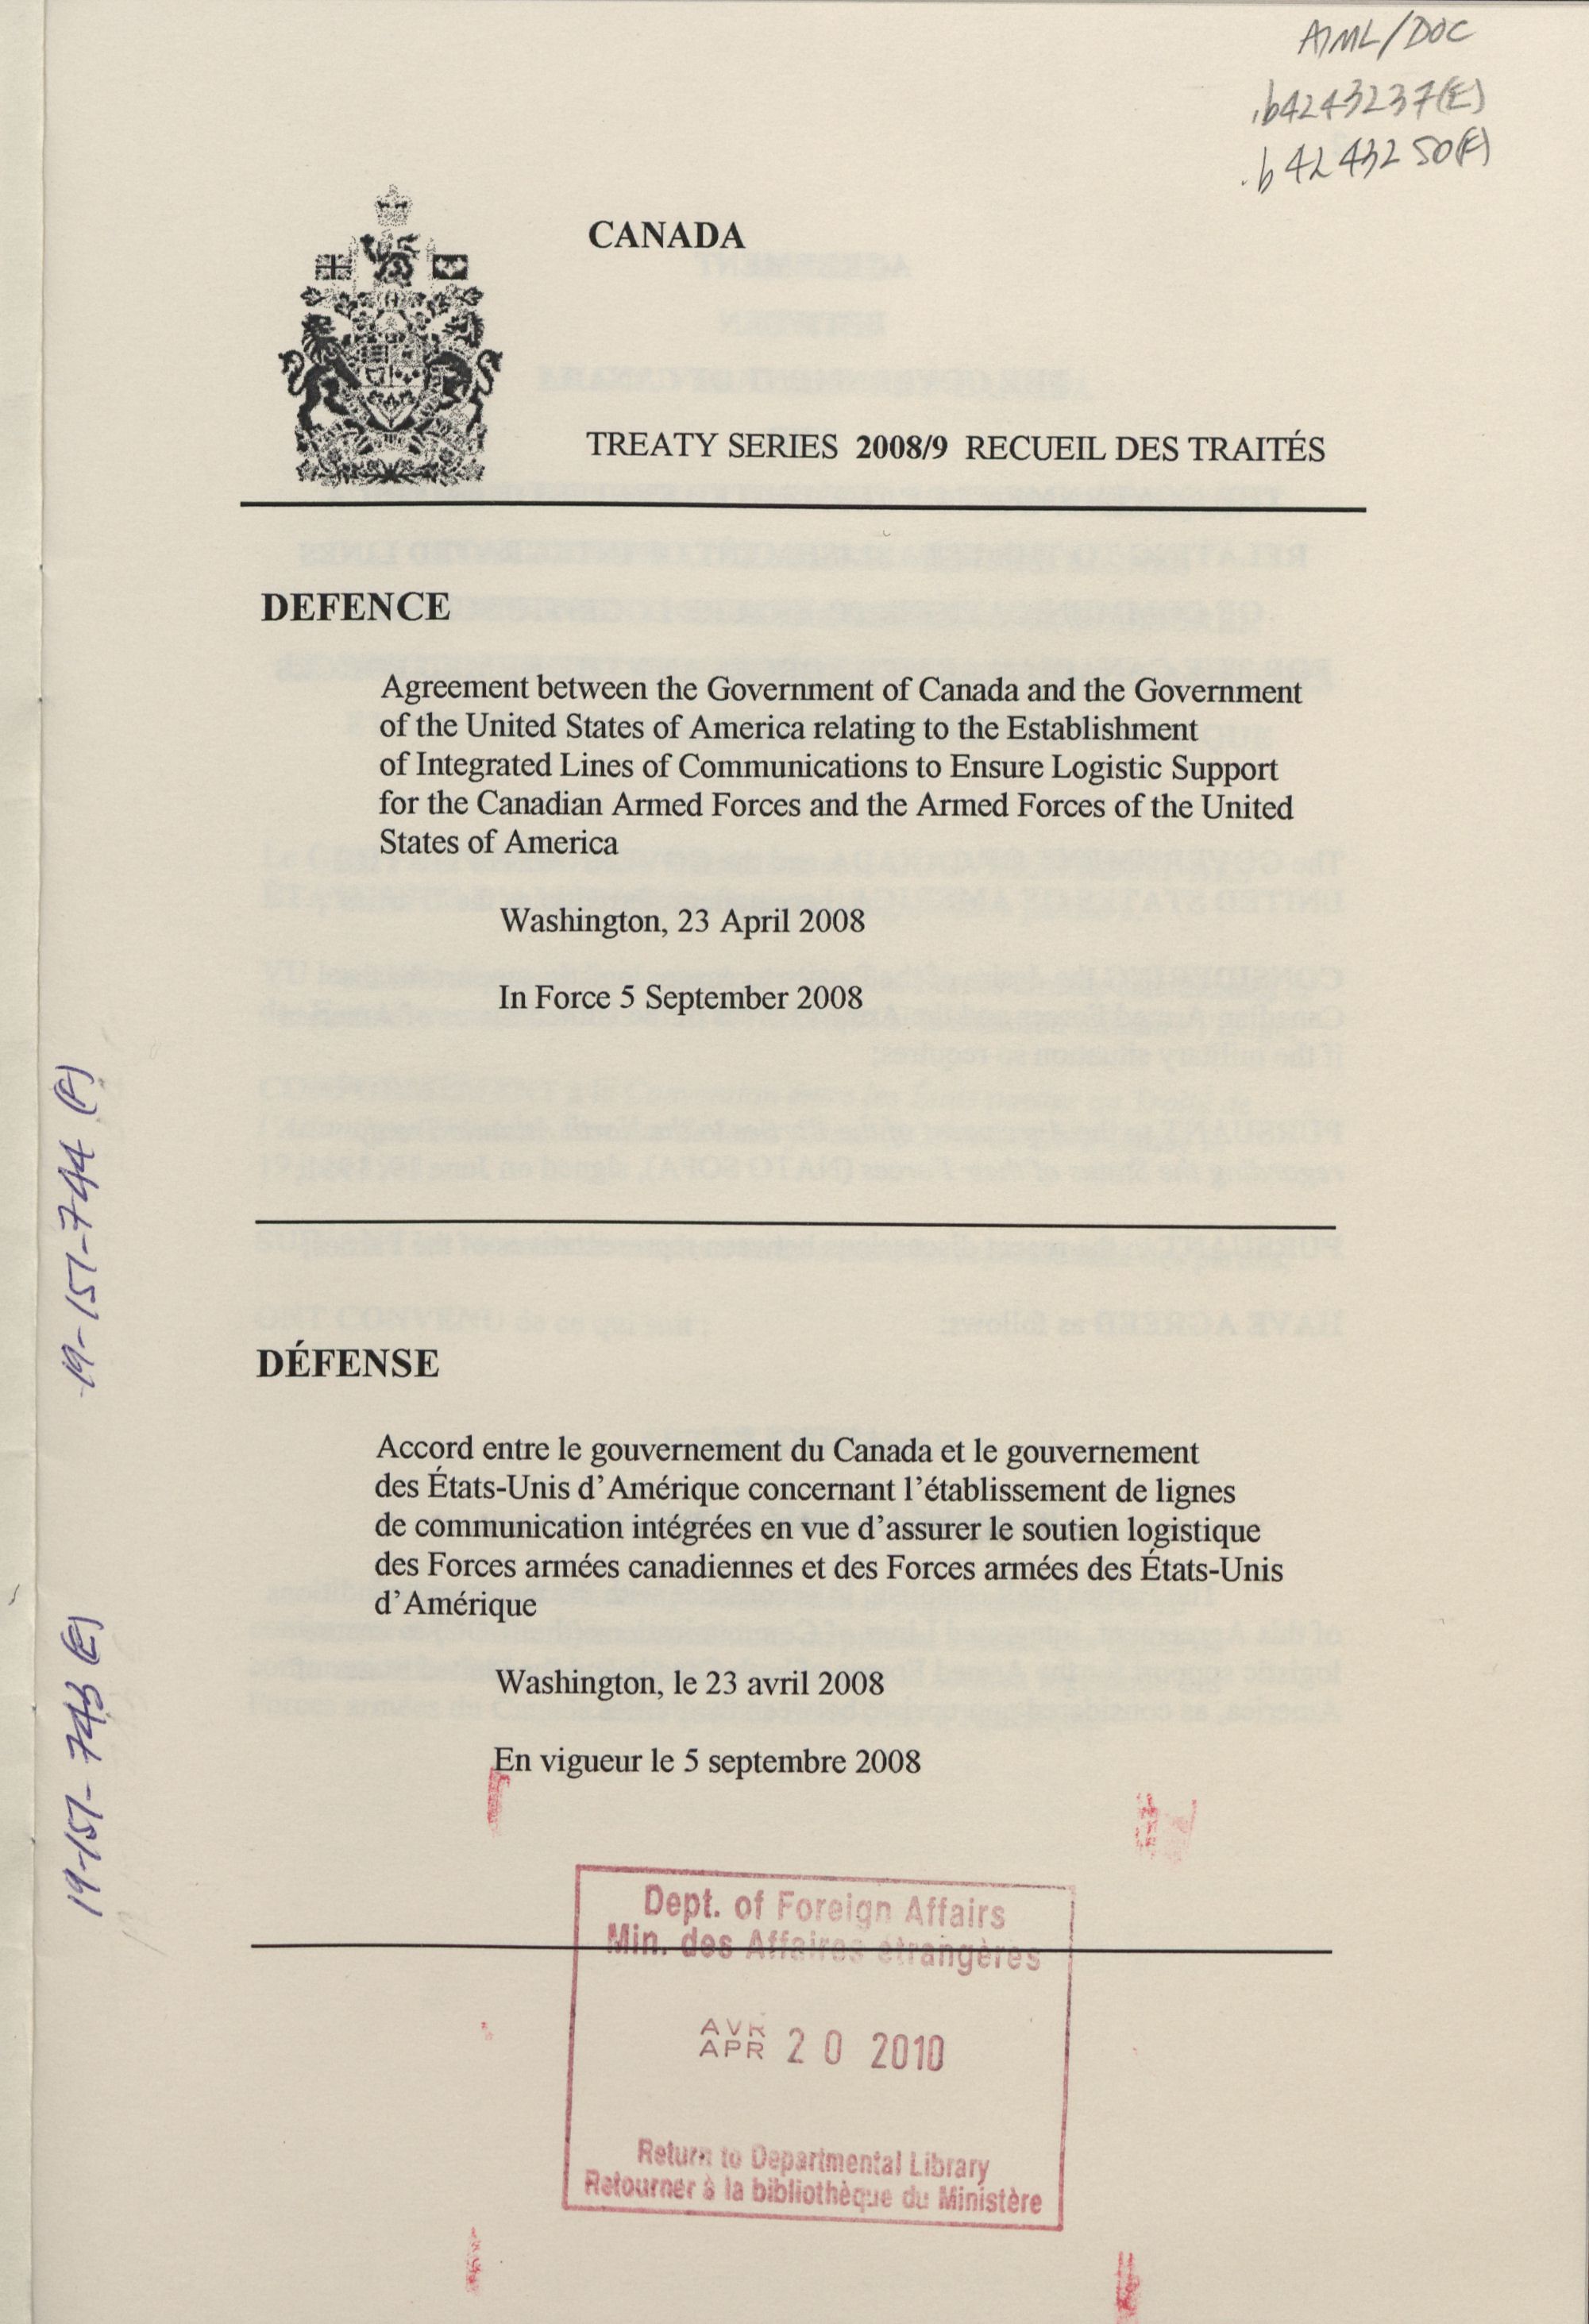 AML/DOC
.b4243237(E)
.b4243250(F)
CANADA
TREATY SERIES 2008/9 RECUEIL DES TRAITÉS
DEFENCE
Agreement between the Government of Canada and the Government
of the United States of America relating to the Establishment
of Integrated Lines of Communications to Ensure Logistic Support
for the Canadian Armed Forces and the Armed Forces of the United
States of America
Washington, 23 April 2008
In Force 5 September 2008
19-151-744 (F)
DÉFENSE
Accord entre le gouvernement du Canada et le gouvernement
des États-Unis d'Amérique concernant l'établissement de lignes
de communication intégrées en vue d'assurer le soutien logistique
des Forces armées canadiennes et des Forces armées des États-Unis
d'Amérique
Washington, le 23 avril 2008
En vigueur le 5 septembre 2008
19-151-743 (E)
Dept. of Foreign Affairs
Min. des Affaires étrangères
AVR
APR 20 2010
Return to Departmental Library
Retourner à la bibliothèque du Ministère